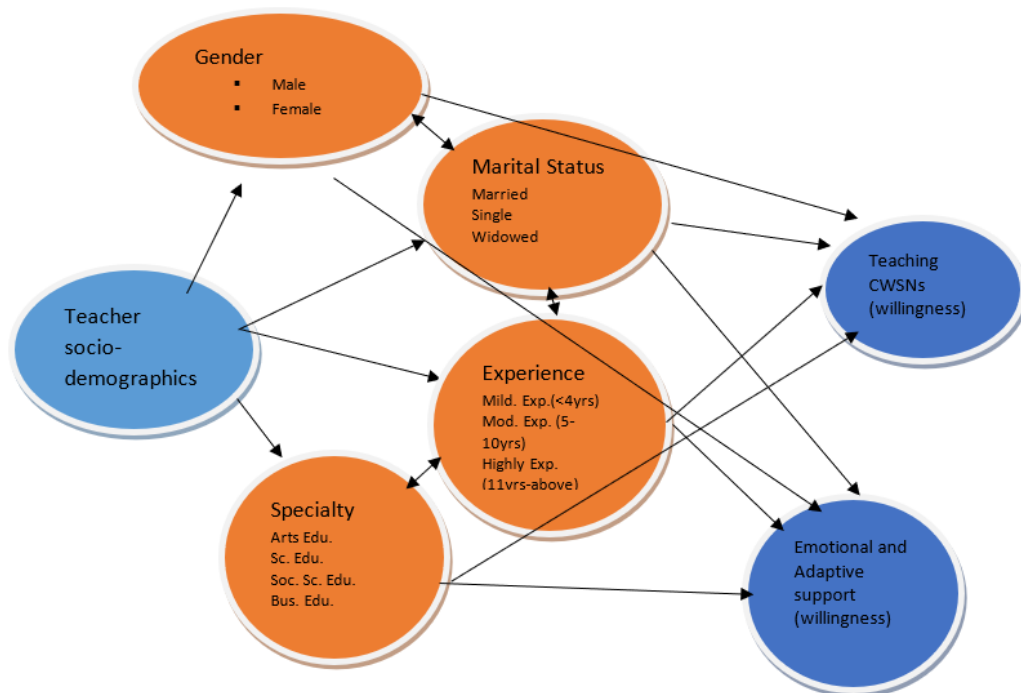 Gender
▪ Male
▪ Female
Marital Status
Married
Single
Widowed
Teaching
CWSNs
(willingness)
Teacher
socio-
demographics
Experience
Mild. Exp.(<4yrs)
Mod. Exp. (5-
10yrs)
Highly Exp.
(11yrs-above)
Specialty
Arts Edu.
Sc. Edu.
Soc. Sc. Edu.
Bus. Edu.
Emotional and
Adaptive
support
(willingness)